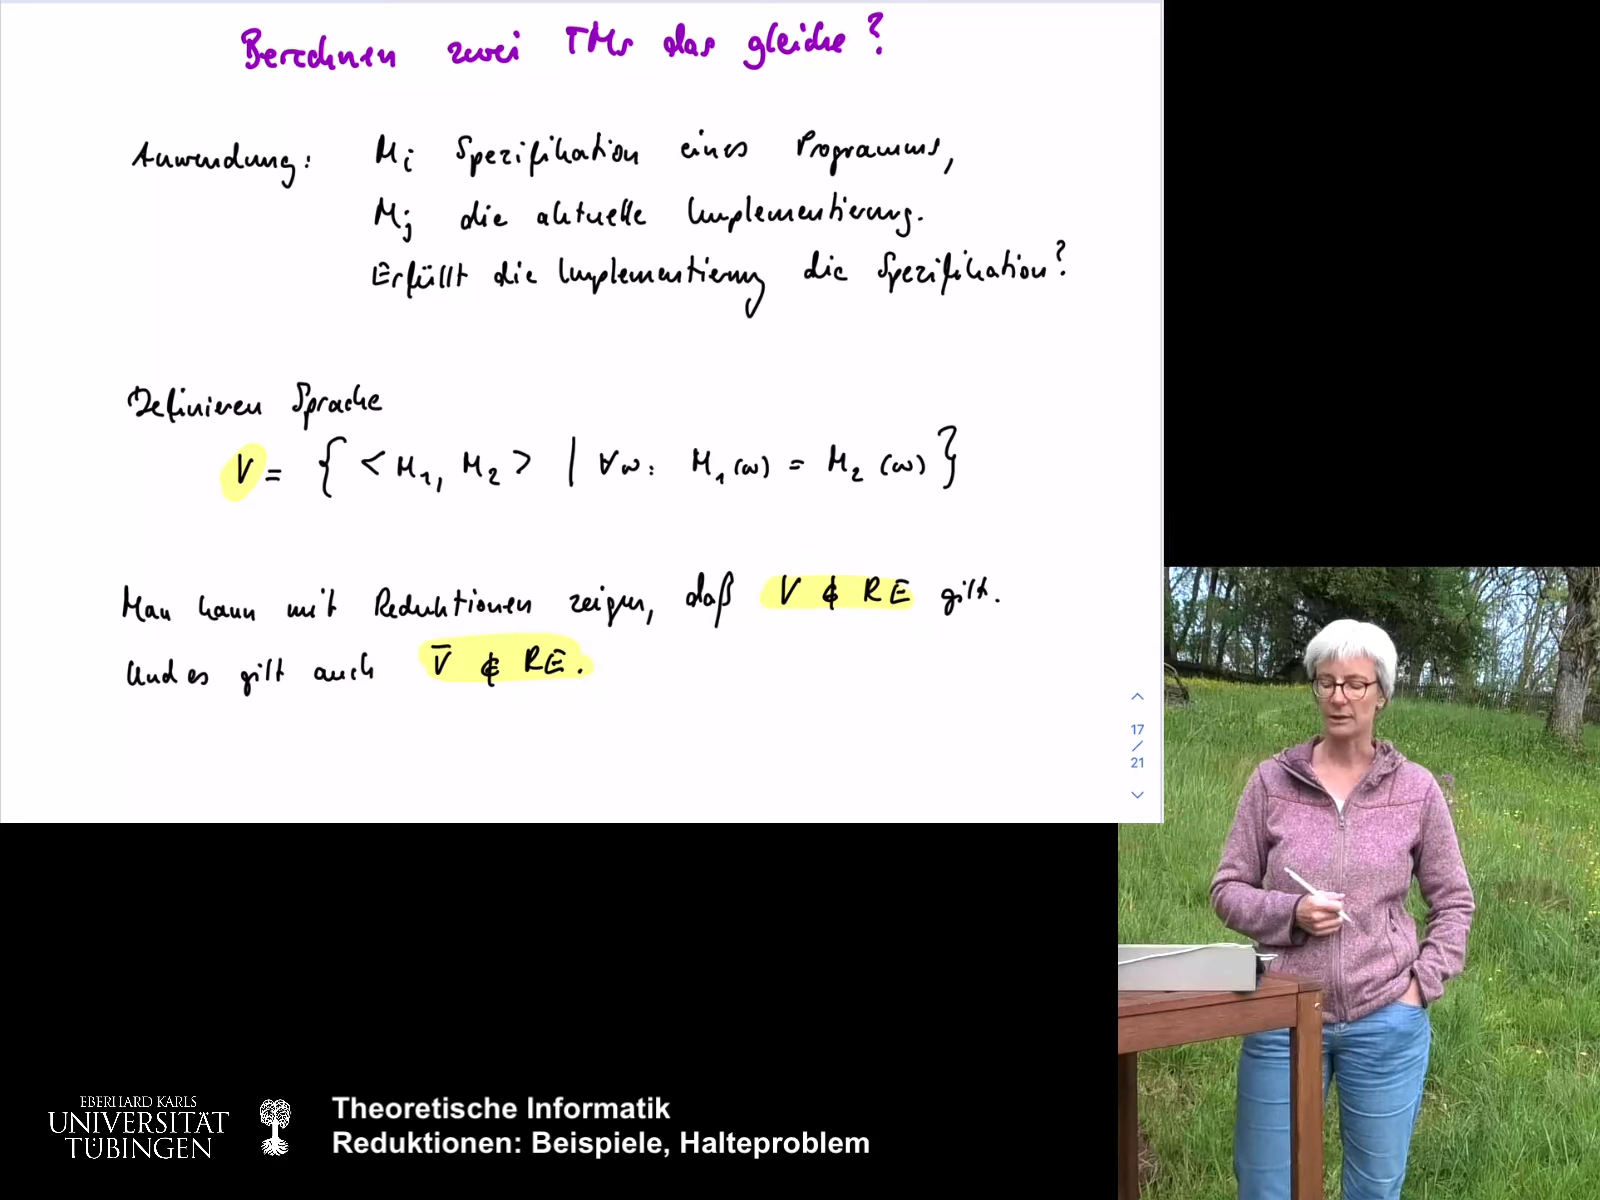 Berechnen zwei TMs das gleiche?
Anwendung: Mi Spezifikation eines Programms,
Mj die aktuelle Implementierung.
Erfüllt die Implementierung die Spezifikation?
Definieren Sprache
V = { < M₁, M₂ > | ∀w: M₁(w) = M₂(w) }
Man kann mit Reduktionen zeigen, daß V ∉ RE gilt.
Und es gilt auch V̄ ∉ RE.
17
/
21
EBERHARD KARLS
UNIVERSITÄT
TÜBINGEN
Theoretische Informatik
Reduktionen: Beispiele, Halteproblem